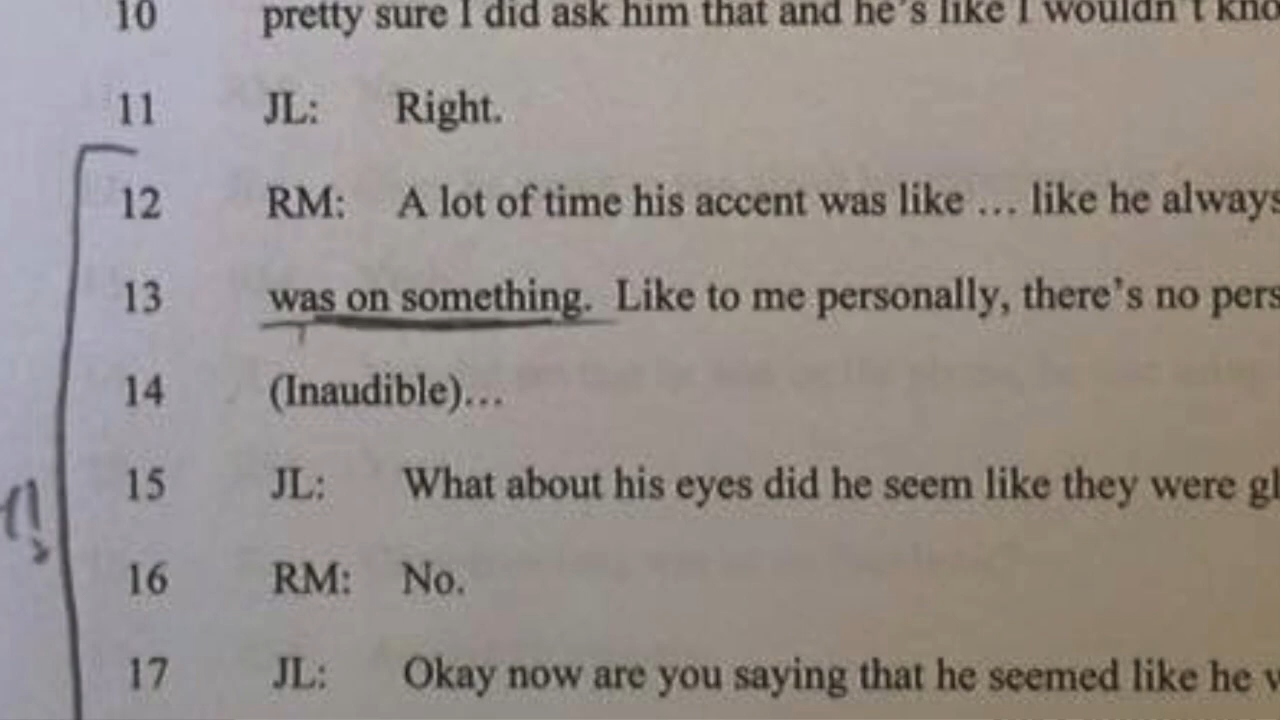 10 pretty sure I did ask him that and he's like I wouldn't
11 JL: Right.
12 RM: A lot of time his accent was like ... like he always
13 was on something. Like to me personally, there's no
14 (Inaudible)...
15 JL: What about his eyes did he seem like they were
16 RM: No.
17 JL: Okay now are you saying that he seemed like he